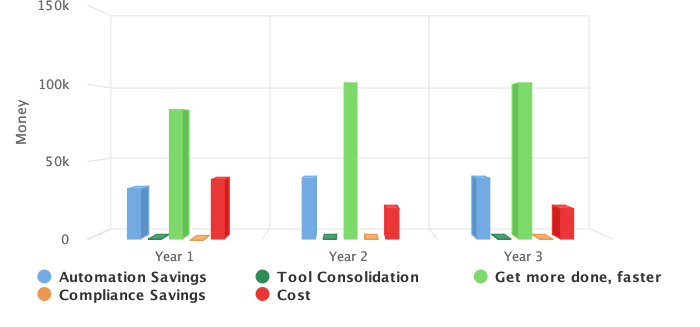 150k
100k
50k
0
Money
Year 1
Year 2
Year 3
Automation Savings
Tool Consolidation
Get more done, faster
Compliance Savings
Cost